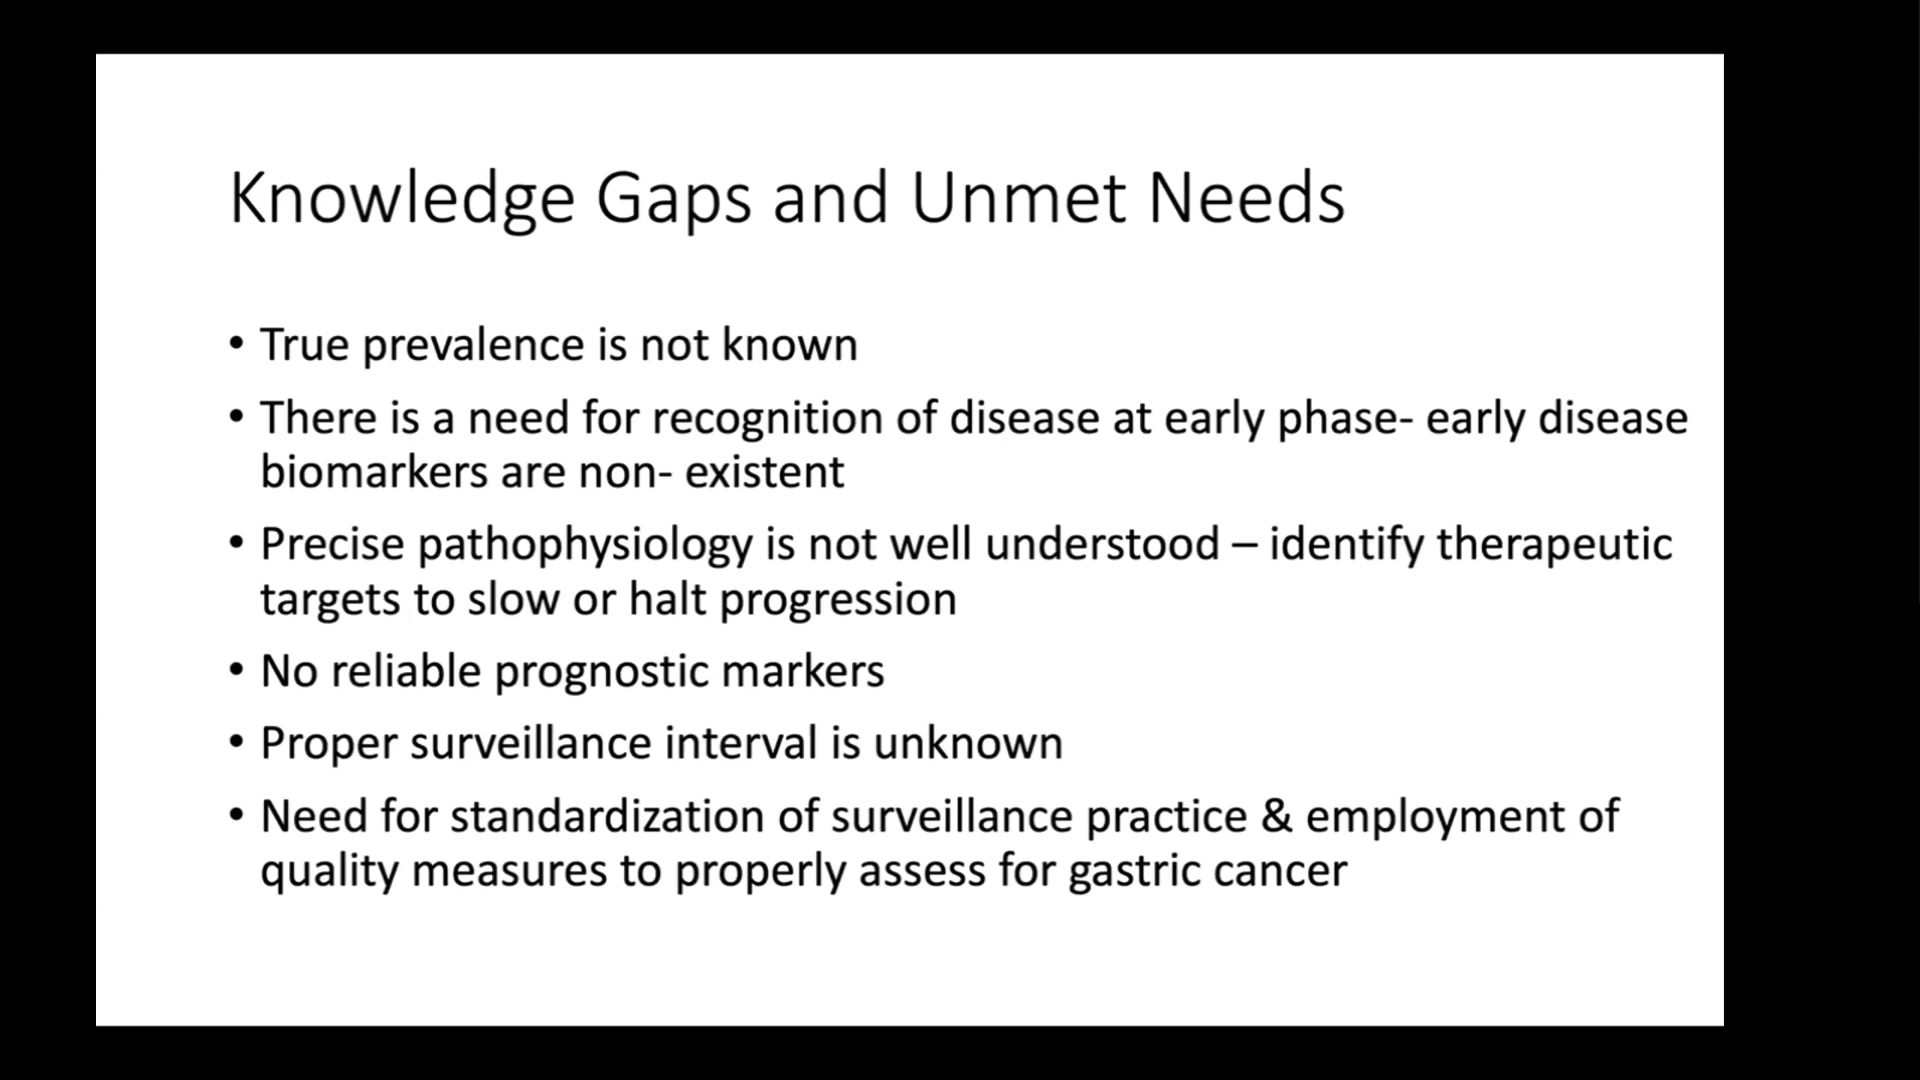 Knowledge Gaps and Unmet Needs
• True prevalence is not known
• There is a need for recognition of disease at early phase- early disease
biomarkers are non- existent
• Precise pathophysiology is not well understood – identify therapeutic
targets to slow or halt progression
• No reliable prognostic markers
• Proper surveillance interval is unknown
• Need for standardization of surveillance practice & employment of
quality measures to properly assess for gastric cancer